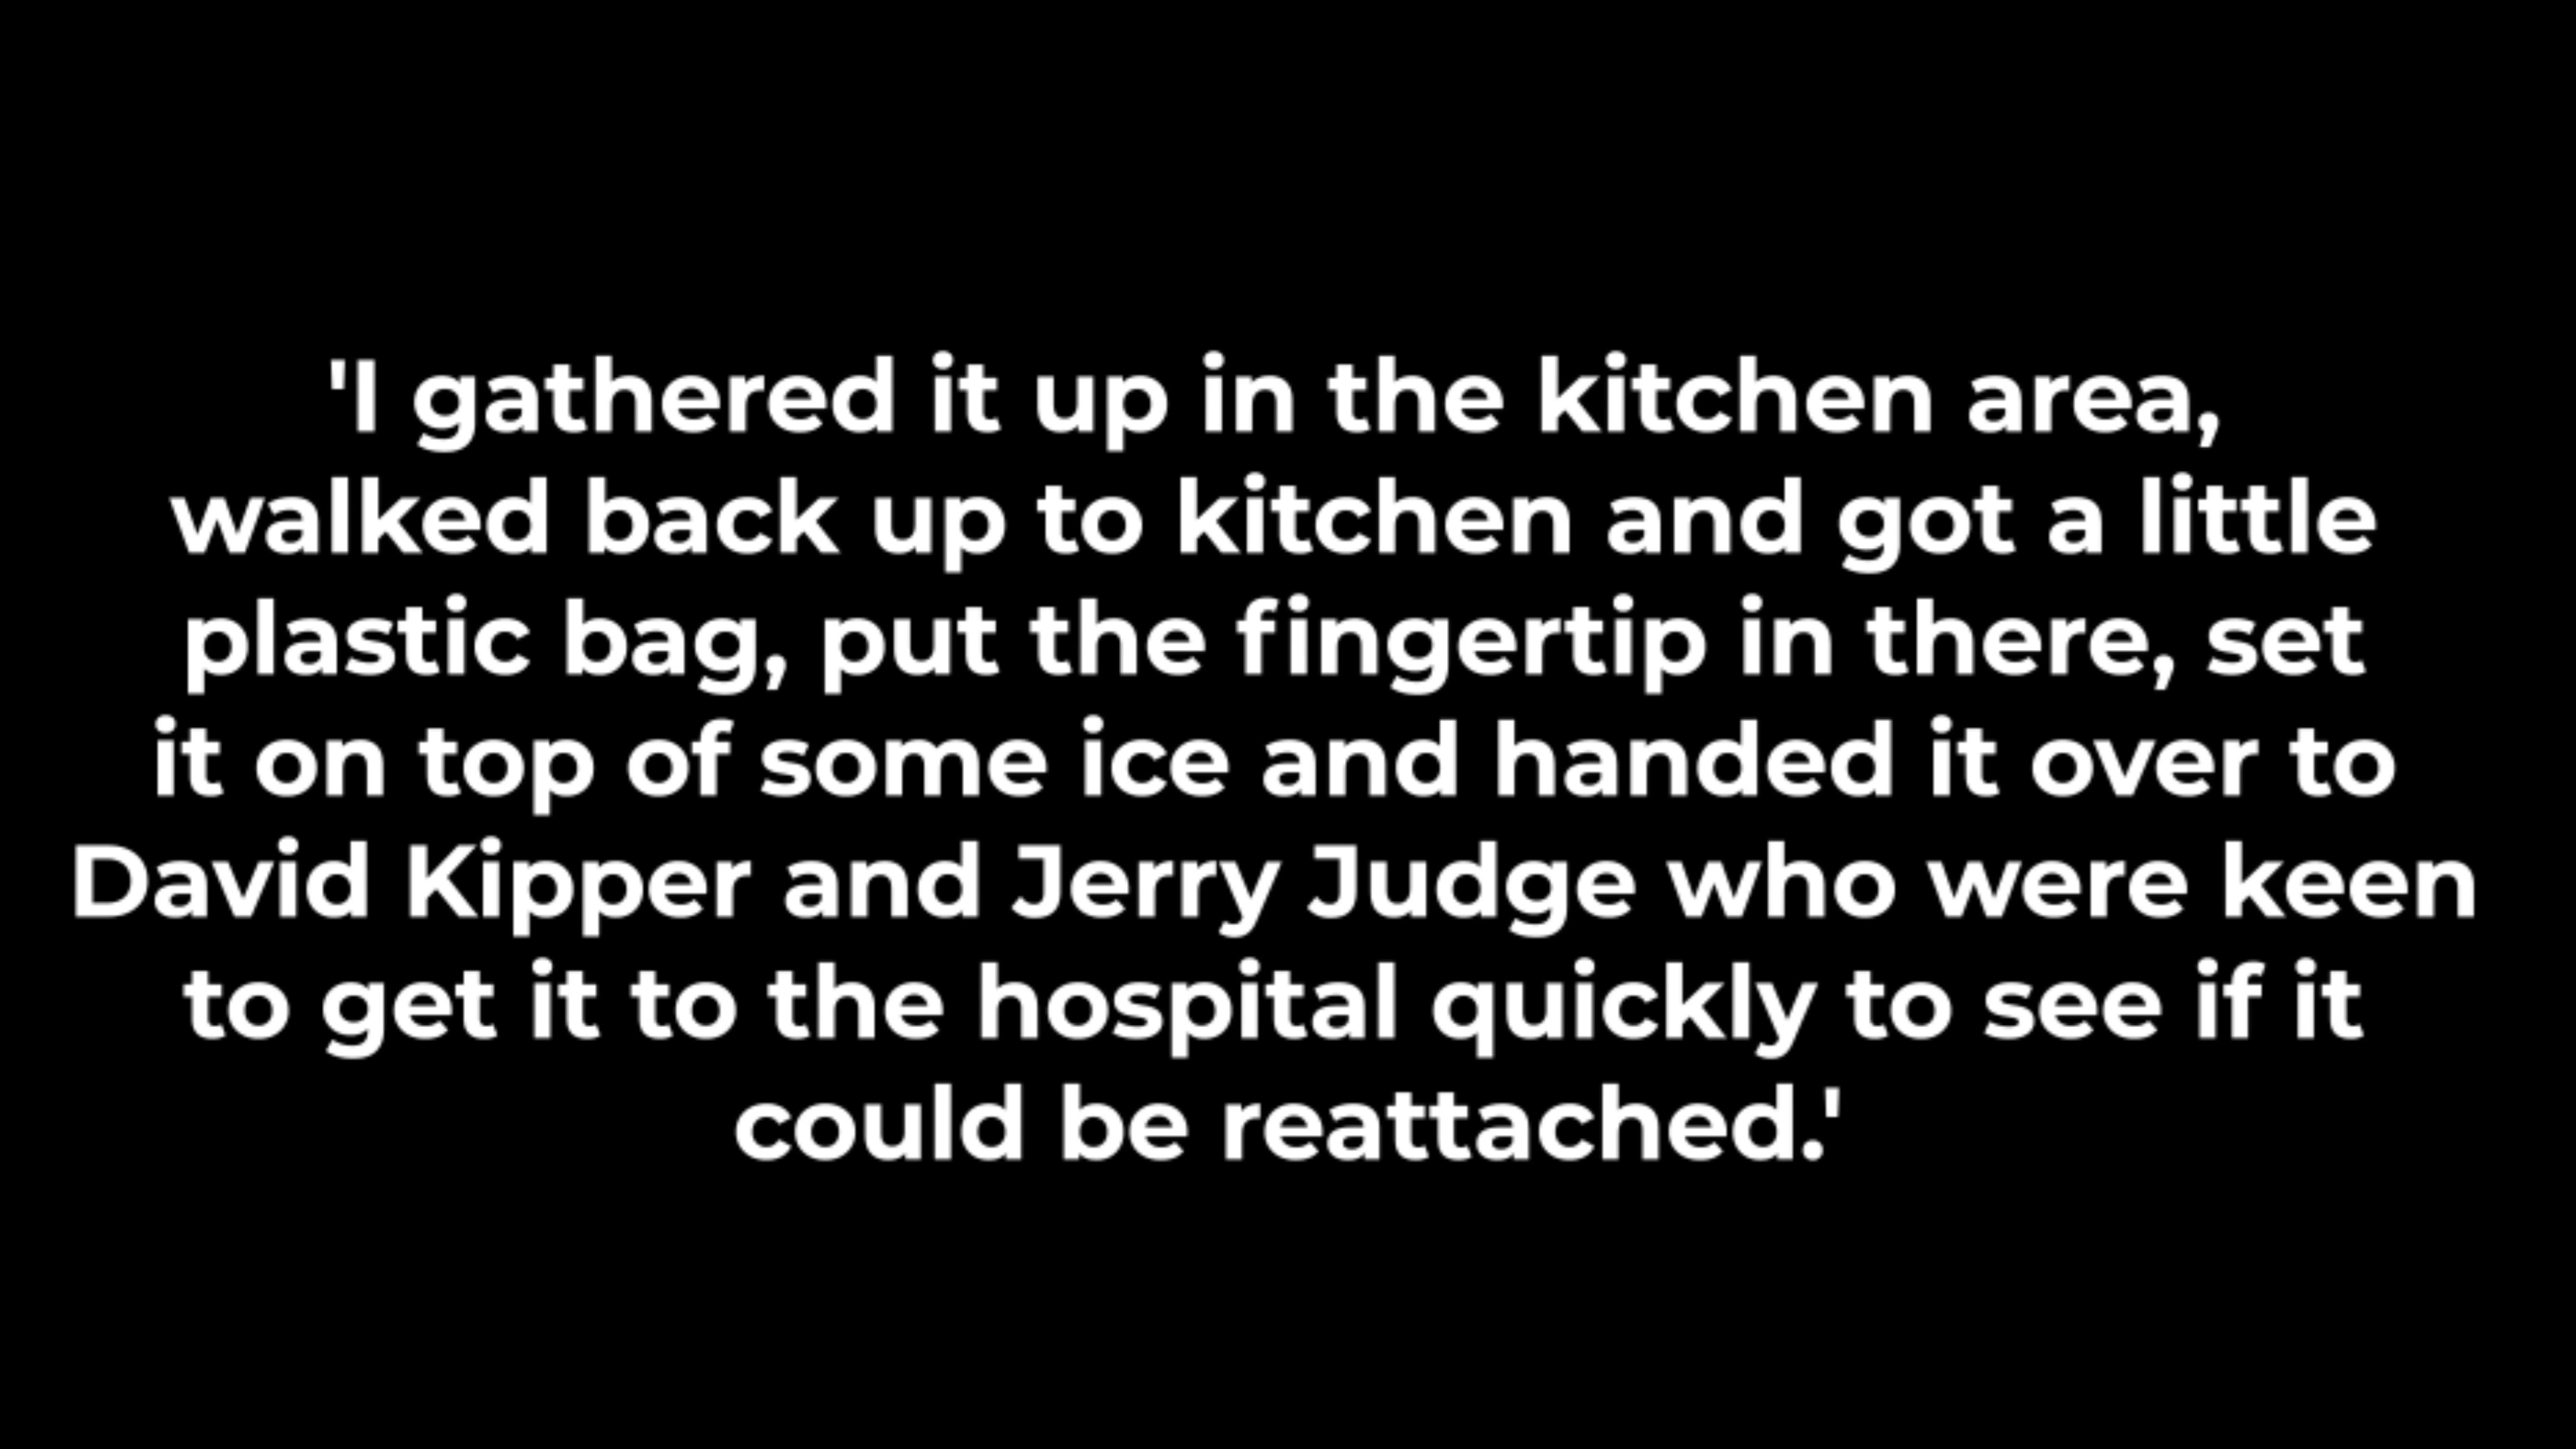 'I gathered it up in the kitchen area,
walked back up to kitchen and got a little
plastic bag, put the fingertip in there, set
it on top of some ice and handed it over to
David Kipper and Jerry Judge who were keen
to get it to the hospital quickly to see if it
could be reattached.'